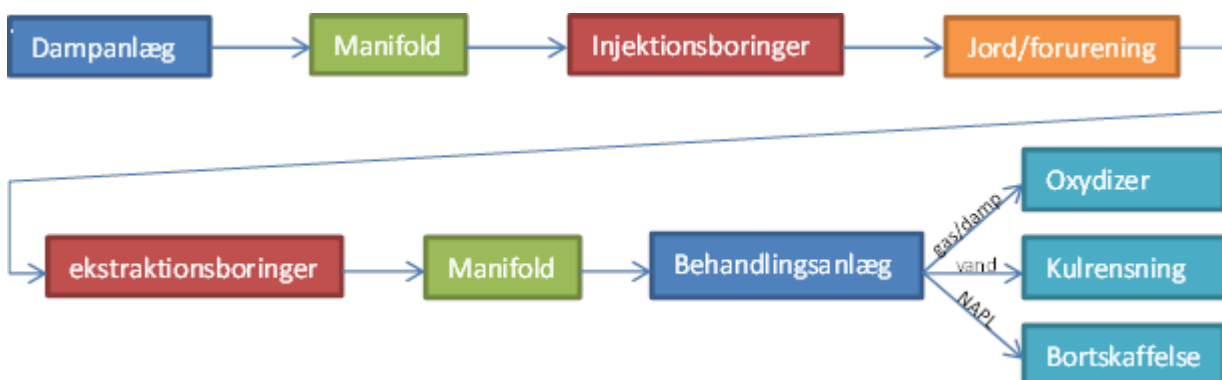 Dampanlæg
Manifold
Injektionsboringer
Jord/forurening
ekstraktionsboringer
Manifold
Behandlingsanlæg
gas/damp
vand
NAPL
Oxydizer
Kulrensning
Bortskaffelse